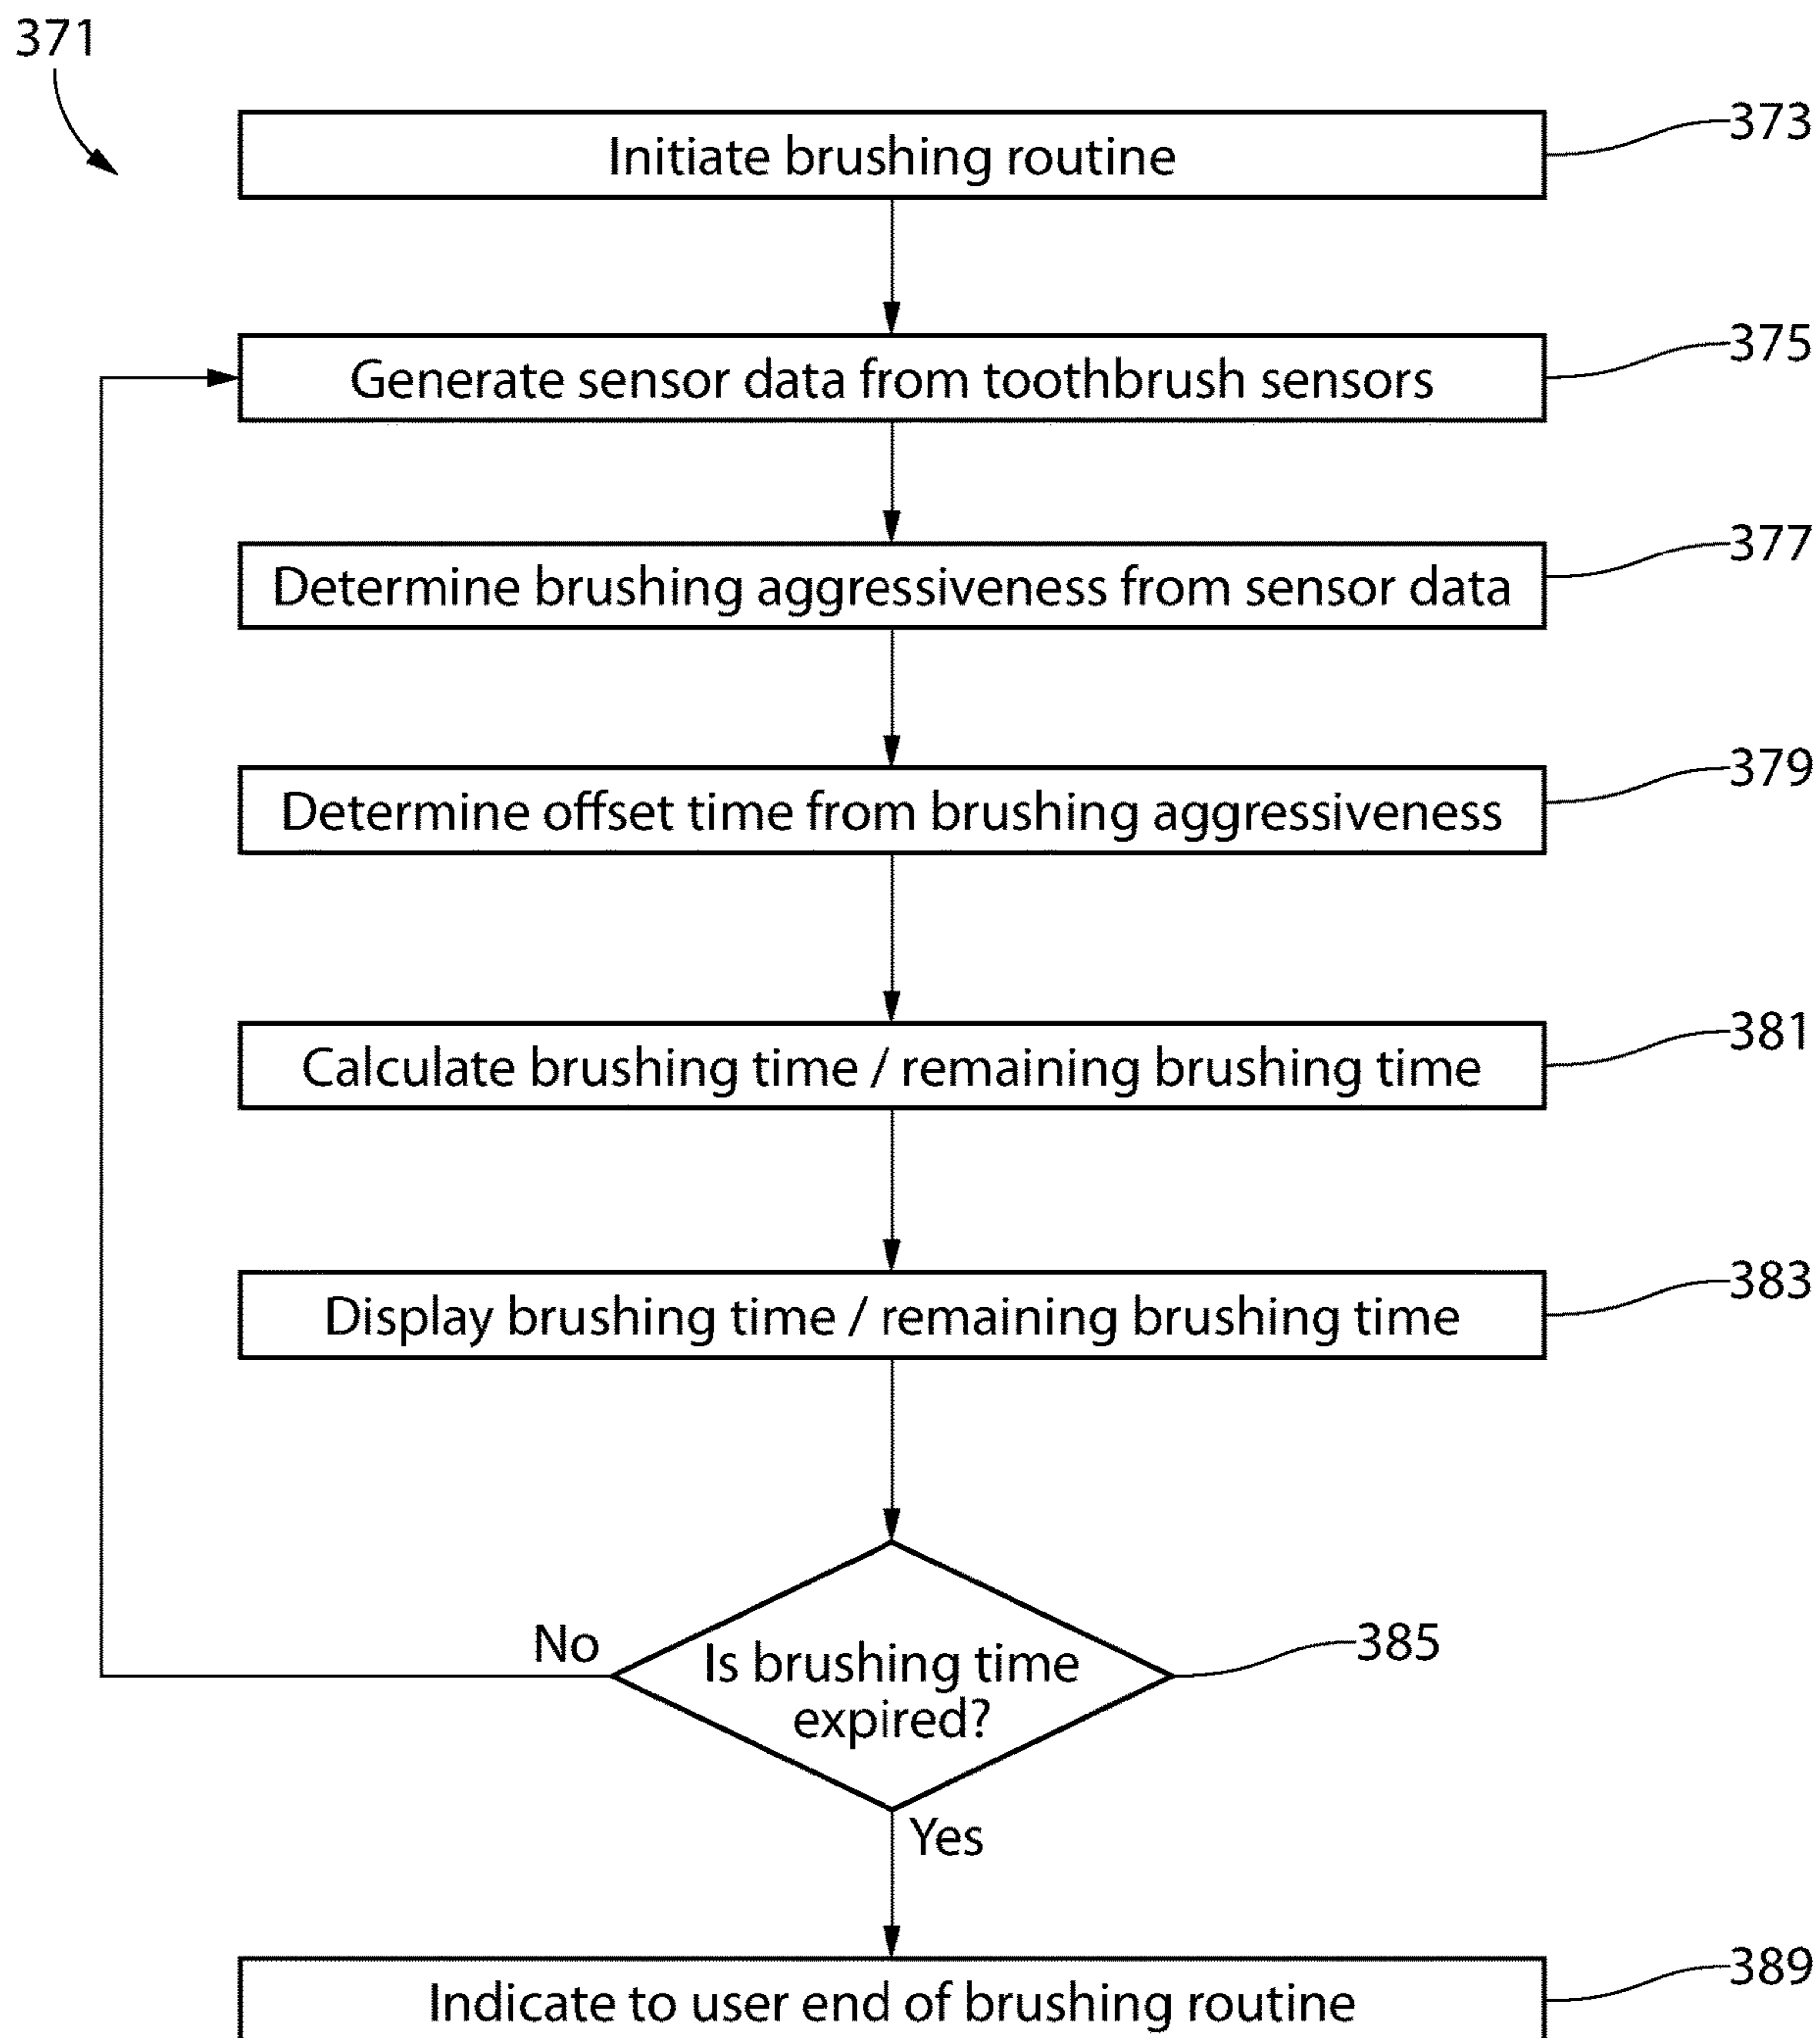 371
Initiate brushing routine
373
Generate sensor data from toothbrush sensors
375
Determine brushing aggressiveness from sensor data
377
Determine offset time from brushing aggressiveness
379
Calculate brushing time / remaining brushing time
381
Display brushing time / remaining brushing time
383
No
Is brushing time
expired?
385
Yes
Indicate to user end of brushing routine
389